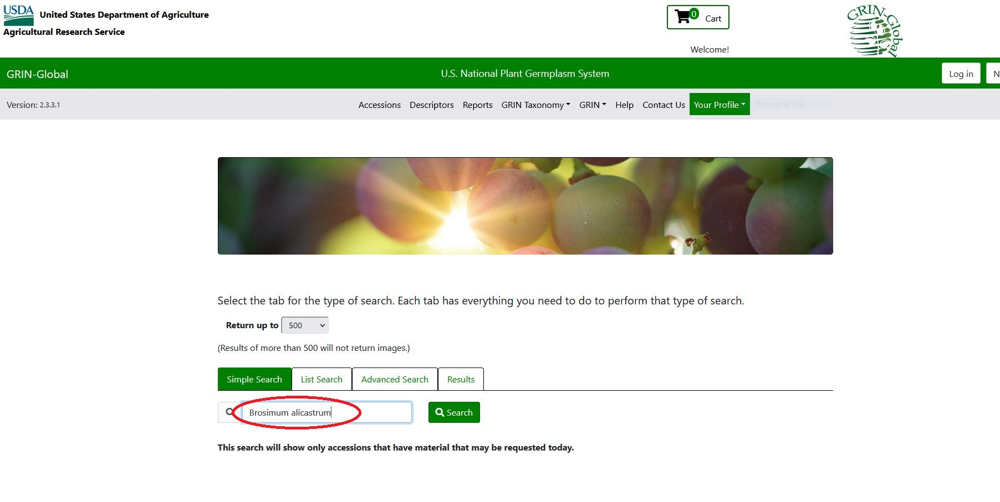 USDA United States Department of Agriculture
Agricultural Research Service
0 Cart
Welcome!
GRIN-Global
GRIN-Global U.S. National Plant Germplasm System Log in N
Version: 2.3.3.1 Accessions Descriptors Reports GRIN Taxonomy GRIN Help Contact Us Your Profile Rectangular Snip
Select the tab for the type of search. Each tab has everything you need to do to perform that type of search.
Return up to 500
(Results of more than 500 will not return images.)
Simple Search List Search Advanced Search Results
Brosimum alicastrum Search
This search will show only accessions that have material that may be requested today.